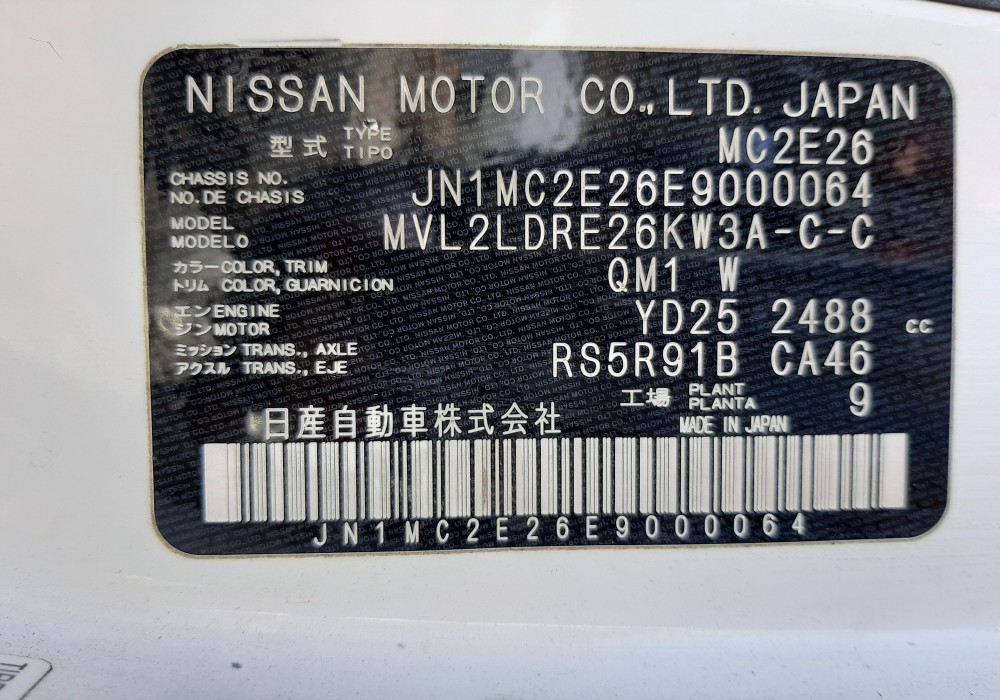 NISSAN MOTOR CO., LTD. JAPAN
型式 TYPE TIPO MC2E26
CHASSIS NO.
NO. DE CHASIS JN1MC2E26E9000064
MODEL
MODELO MVL2LDRE26KW3A-C-C
カラー COLOR, TRIM
トリム COLOR, GUARNICION QM1 W
エンジン ENGINE MOTOR YD25 2488 cc
ミッション TRANS., AXLE
アクスル TRANS., EJE RS5R91B CA46
工場 PLANT PLANTA 9
日産自動車株式会社 MADE IN JAPAN
JN1MC2E26E9000064